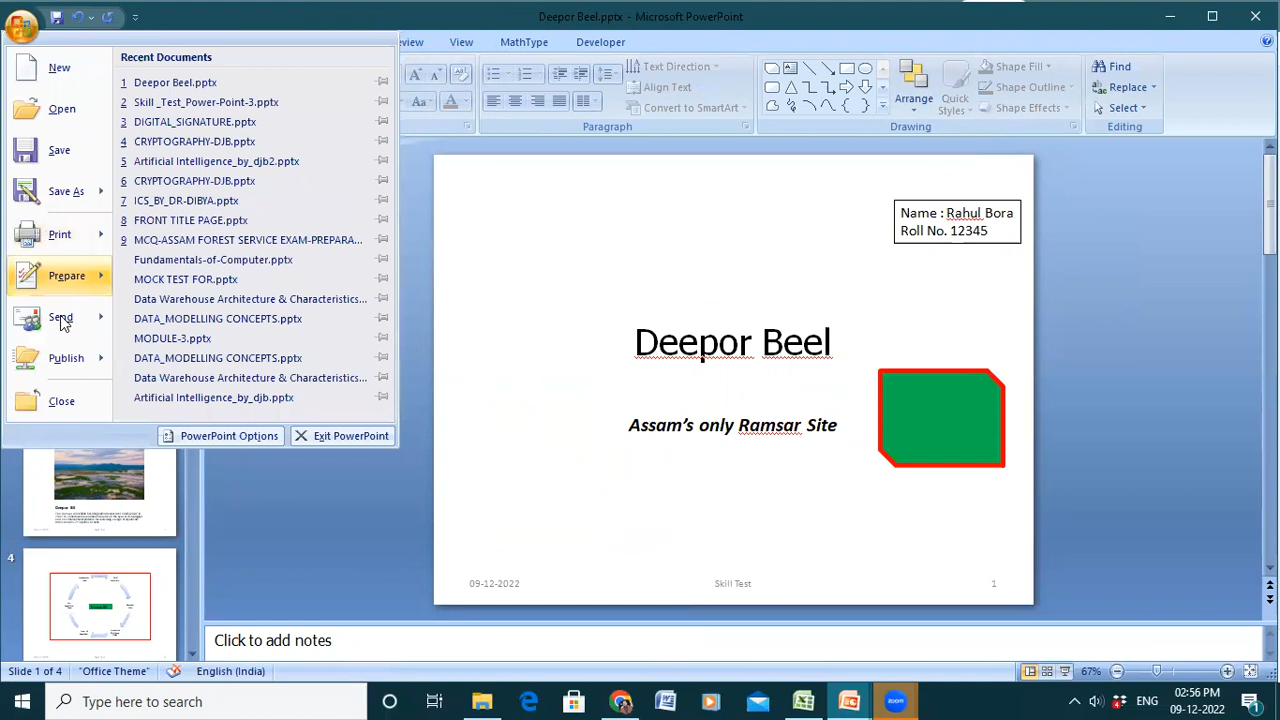 Deepor Beel.pptx - Microsoft PowerPoint
eview View MathType Developer
New
Open
Save
Save As
Print
Prepare
Send
Publish
Close
Recent Documents
1 Deepor Beel.pptx
2 Skill _Test_Power-Point-3.pptx
3 DIGITAL_SIGNATURE.pptx
4 CRYPTOGRAPHY-DJB.pptx
5 Artificial Intelligence_by_djb2.pptx
6 CRYPTOGRAPHY-DJB.pptx
7 ICS_BY_DR-DIBYA.pptx
8 FRONT TITLE PAGE.pptx
9 MCQ-ASSAM FOREST SERVICE EXAM-PREPARA...
Fundamentals-of-Computer.pptx
MOCK TEST FOR.pptx
Data Warehouse Architecture & Characteristics...
DATA_MODELLING CONCEPTS.pptx
MODULE-3.pptx
DATA_MODELLING CONCEPTS.pptx
Data Warehouse Architecture & Characteristics...
Artificial Intelligence_by_djb.pptx
PowerPoint Options
Exit PowerPoint
Text Direction
Align Text
Convert to SmartArt
Paragraph
Arrange
Quick Styles
Shape Fill
Shape Outline
Shape Effects
Drawing
Find
Replace
Select
Editing
Name : Rahul Bora
Roll No. 12345
Deepor Beel
Assam's only Ramsar Site
09-12-2022 Skill Test 1
4
Click to add notes
Slide 1 of 4 "Office Theme" English (India) 67%
Type here to search
zoom
ENG
02:56 PM
09-12-2022